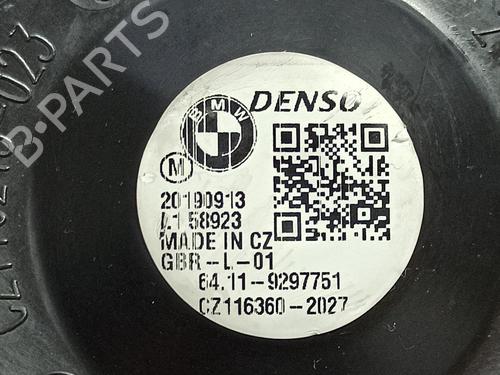 BMW
DENSO
M
20190913
A1 58923
MADE IN CZ
GBR-L-01
64.11-9297751
CZ116360-2027
B-PARTS